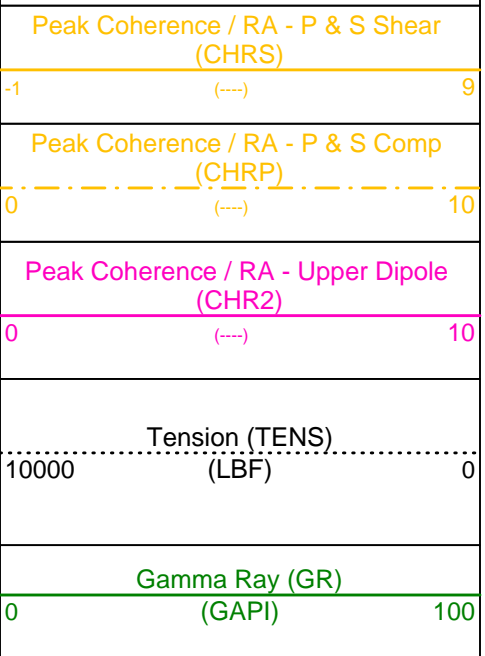 Peak Coherence / RA - P & S Shear
(CHRS)
-1 (----) 9
Peak Coherence / RA - P & S Comp
(CHRP)
0 (----) 10
Peak Coherence / RA - Upper Dipole
(CHR2)
0 (----) 10
Tension (TENS)
10000 (LBF) 0
Gamma Ray (GR)
0 (GAPI) 100